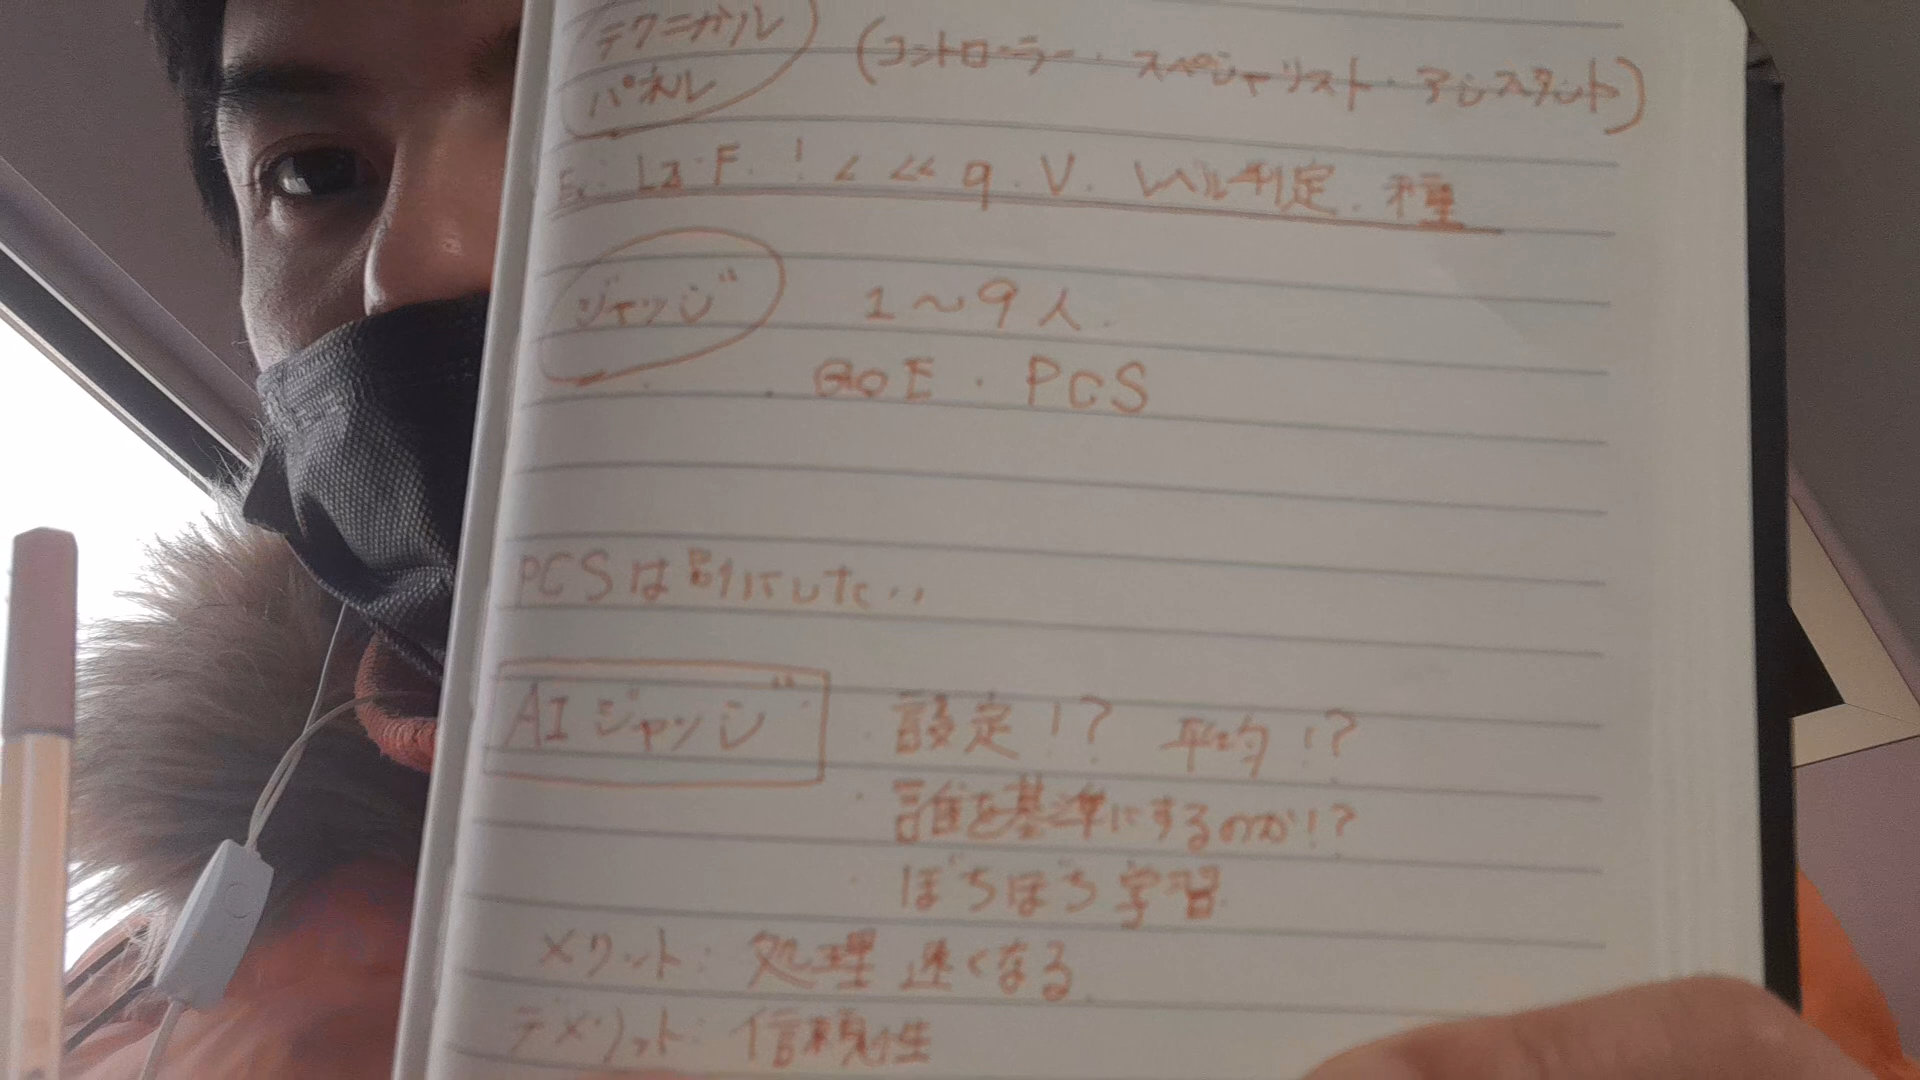 テクニカル
パネル
(コントローラー・スペシャリスト・アシスタント)
Ex. Lz. F. ! < << q. V. レベル判定. 種
ジャッジ 1〜9人.
GOE・PCS
PCSは別にしたい
AIジャッジ ・設定!? 平均!?
・誰を基準にするのか!?
・ぼちぼち学習
メリット: 処理速くなる
デメリット: 信頼性